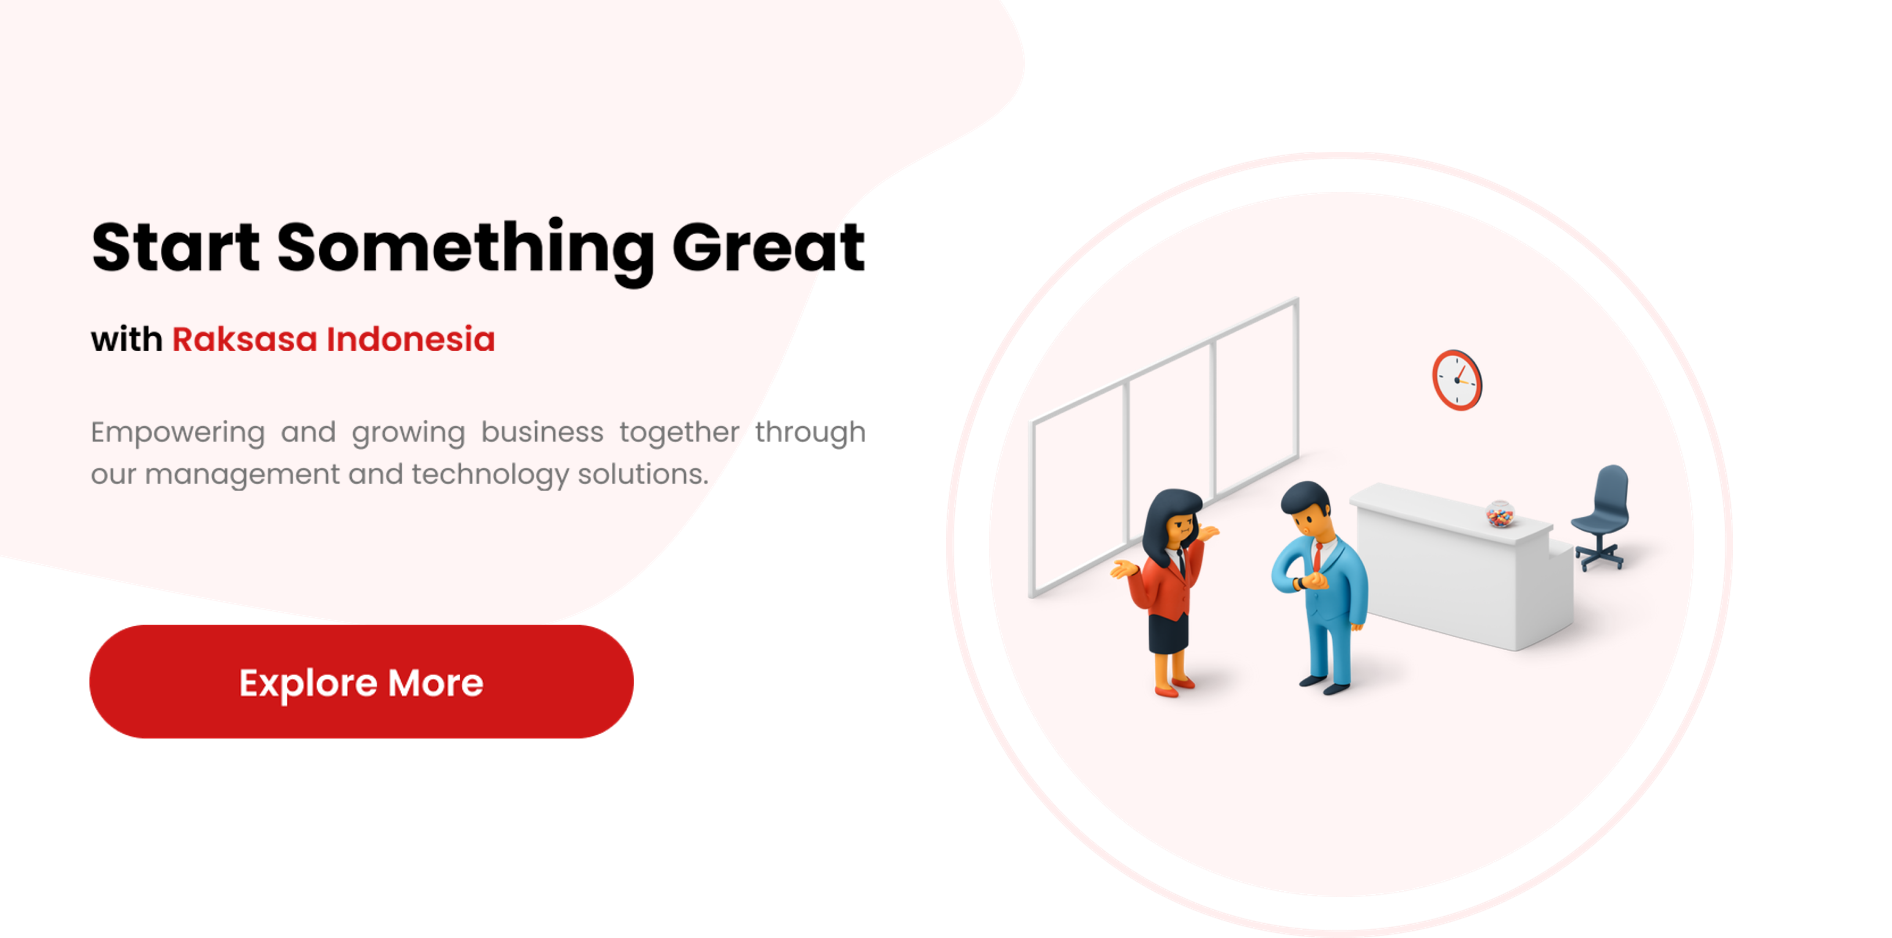 Start Something Great
with Raksasa Indonesia
Empowering and growing business together through
our management and technology solutions.
Explore More